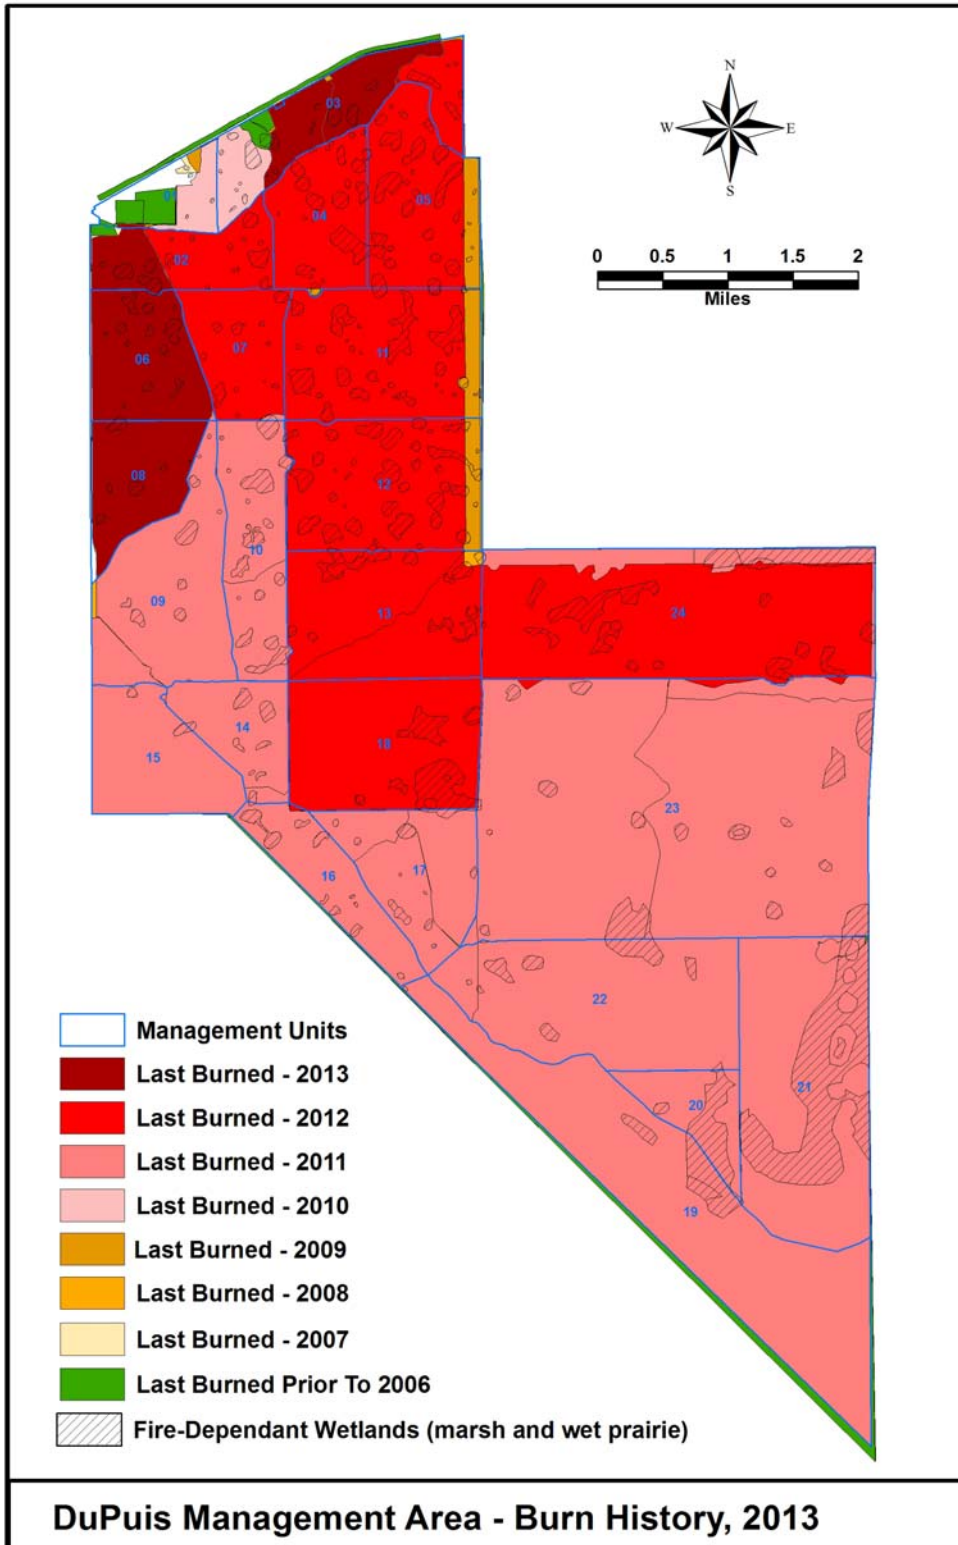 N
W E
S
0 0.5 1 1.5 2
Miles
03
01
05
04
02
07
11
06
08
12
10
09
13
24
14
18
15
23
17
16
22
21
20
19
Management Units
Last Burned - 2013
Last Burned - 2012
Last Burned - 2011
Last Burned - 2010
Last Burned - 2009
Last Burned - 2008
Last Burned - 2007
Last Burned Prior To 2006
Fire-Dependant Wetlands (marsh and wet prairie)
DuPuis Management Area - Burn History, 2013